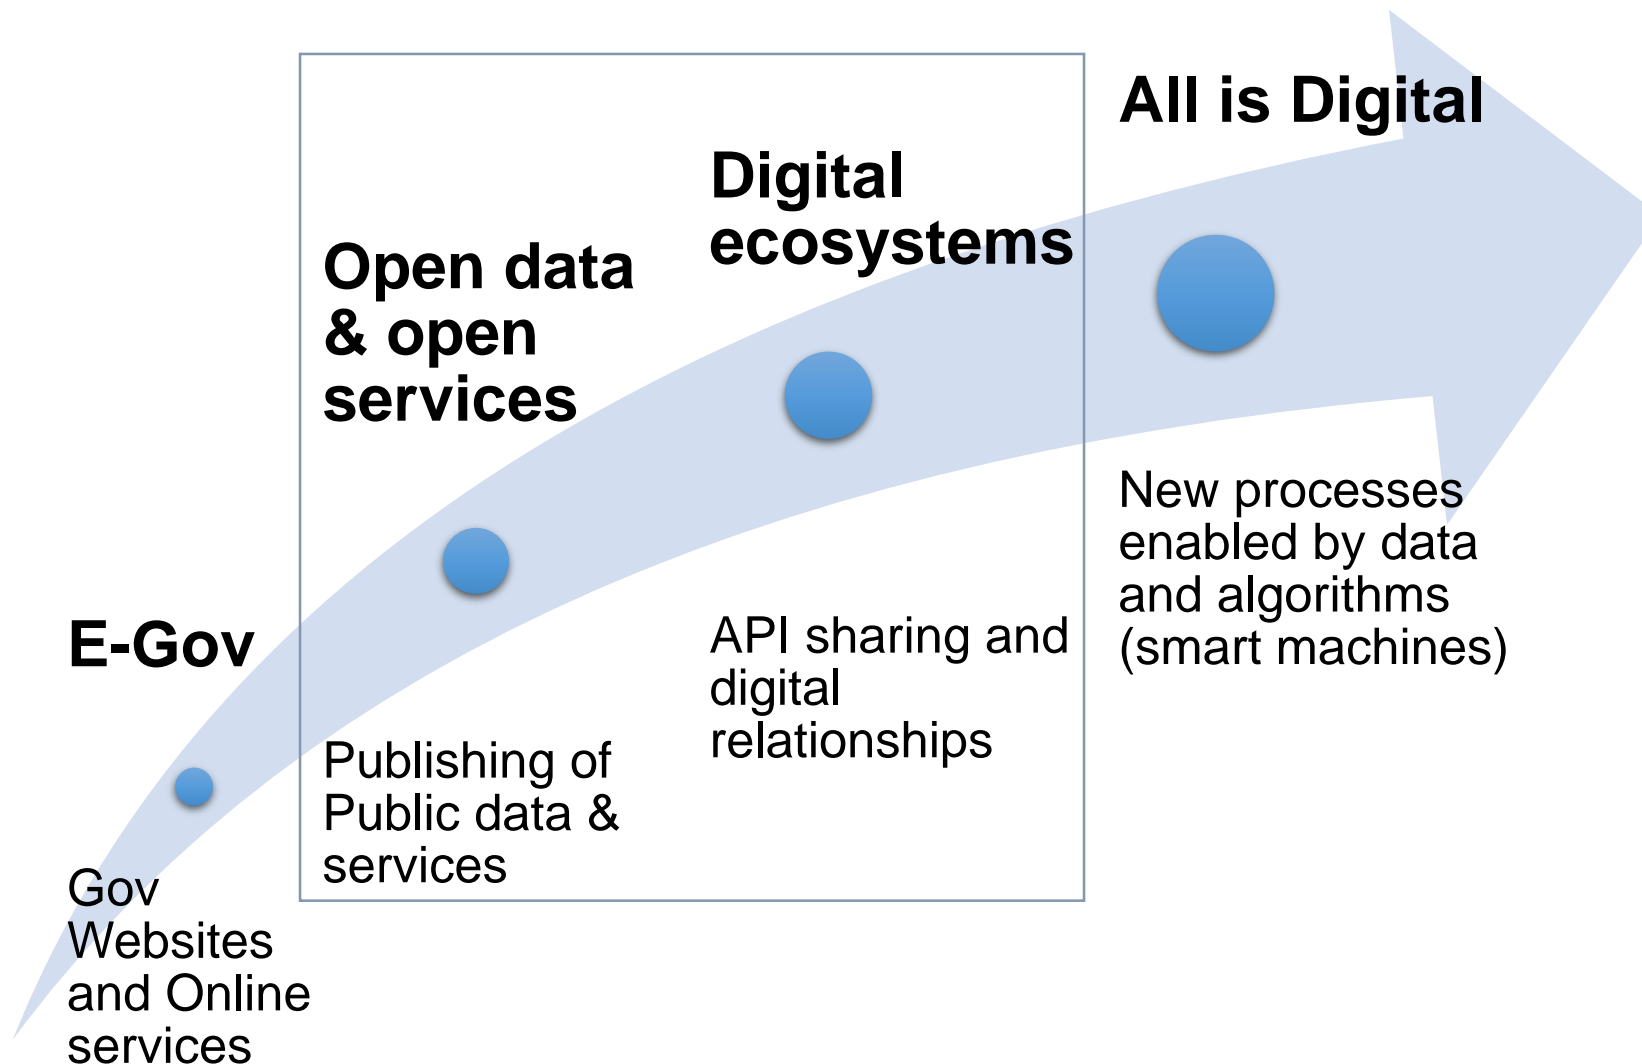 E-Gov
Gov
Websites
and Online
services
Open data
& open
services
Publishing of
Public data &
services
Digital
ecosystems
API sharing and
digital
relationships
All is Digital
New processes
enabled by data
and algorithms
(smart machines)